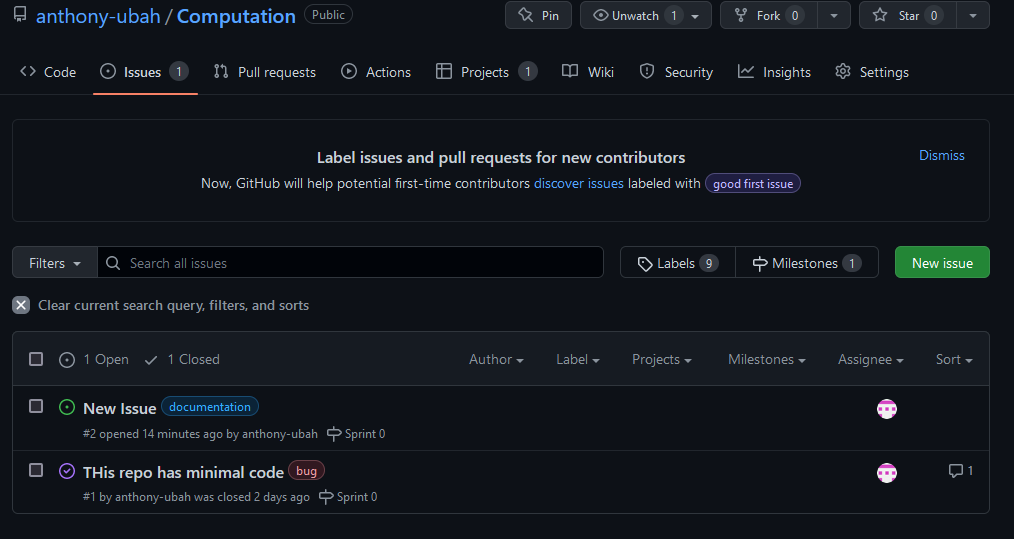 anthony-ubah / Computation Public Pin Unwatch 1 Fork 0 Star 0
Code Issues 1 Pull requests Actions Projects 1 Wiki Security Insights Settings
Label issues and pull requests for new contributors Dismiss
Now, GitHub will help potential first-time contributors discover issues labeled with good first issue
Filters Search all issues Labels 9 Milestones 1 New issue
Clear current search query, filters, and sorts
1 Open 1 Closed Author Label Projects Milestones Assignee Sort
New Issue documentation
#2 opened 14 minutes ago by anthony-ubah Sprint 0
THis repo has minimal code bug 1
#1 by anthony-ubah was closed 2 days ago Sprint 0